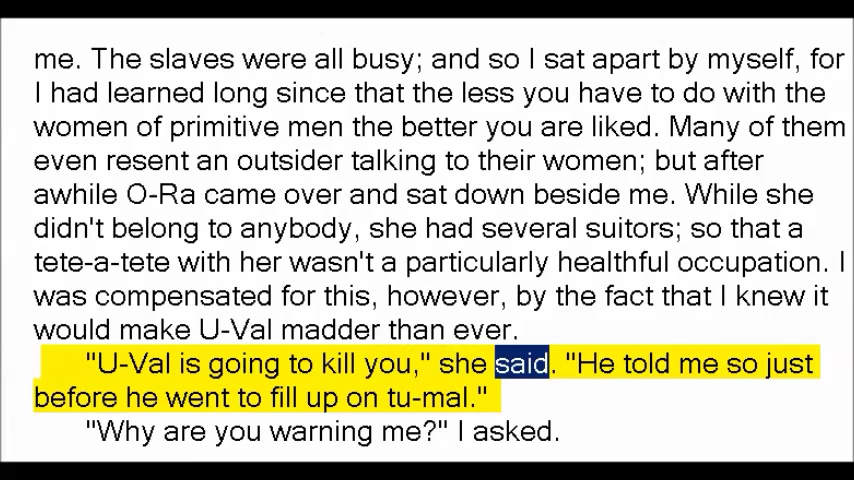 me. The slaves were all busy; and so I sat apart by myself, for
I had learned long since that the less you have to do with the
women of primitive men the better you are liked. Many of them
even resent an outsider talking to their women; but after
awhile O-Ra came over and sat down beside me. While she
didn't belong to anybody, she had several suitors; so that a
tete-a-tete with her wasn't a particularly healthful occupation. I
was compensated for this, however, by the fact that I knew it
would make U-Val madder than ever.
"U-Val is going to kill you," she said. "He told me so just
before he went to fill up on tu-mal."
"Why are you warning me?" I asked.